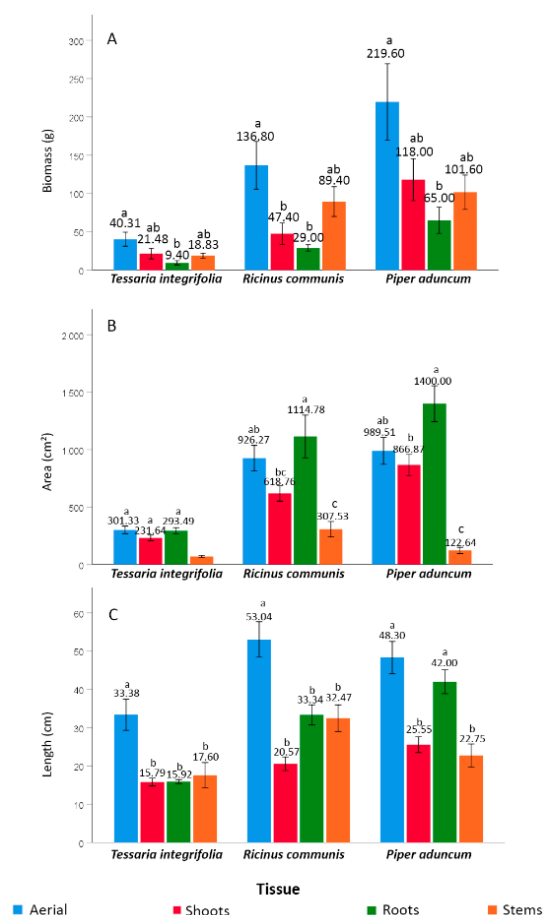 A
Biomass (g)
300
250
200
150
100
50
0
a
40.31
ab
21.48
b
9.40
ab
18.83
a
136.80
b
47.40
b
29.00
ab
89.40
a
219.60
ab
118.00
b
65.00
ab
101.60
Tessaria integrifolia Ricinus communis Piper aduncum
B
Area (cm²)
2 000
1 500
1 000
500
0
a
301.33
a
231.64
a
293.49
ab
926.27
bc
618.76
a
1114.78
c
307.53
ab
989.51
b
866.87
a
1400.00
c
122.64
Tessaria integrifolia Ricinus communis Piper aduncum
C
Length (cm)
60
50
40
30
20
10
0
a
33.38
b
15.79
b
15.92
b
17.60
a
53.04
b
20.57
b
33.34
b
32.47
a
48.30
b
25.55
a
42.00
b
22.75
Tessaria integrifolia Ricinus communis Piper aduncum
Tissue
Aerial Shoots Roots Stems